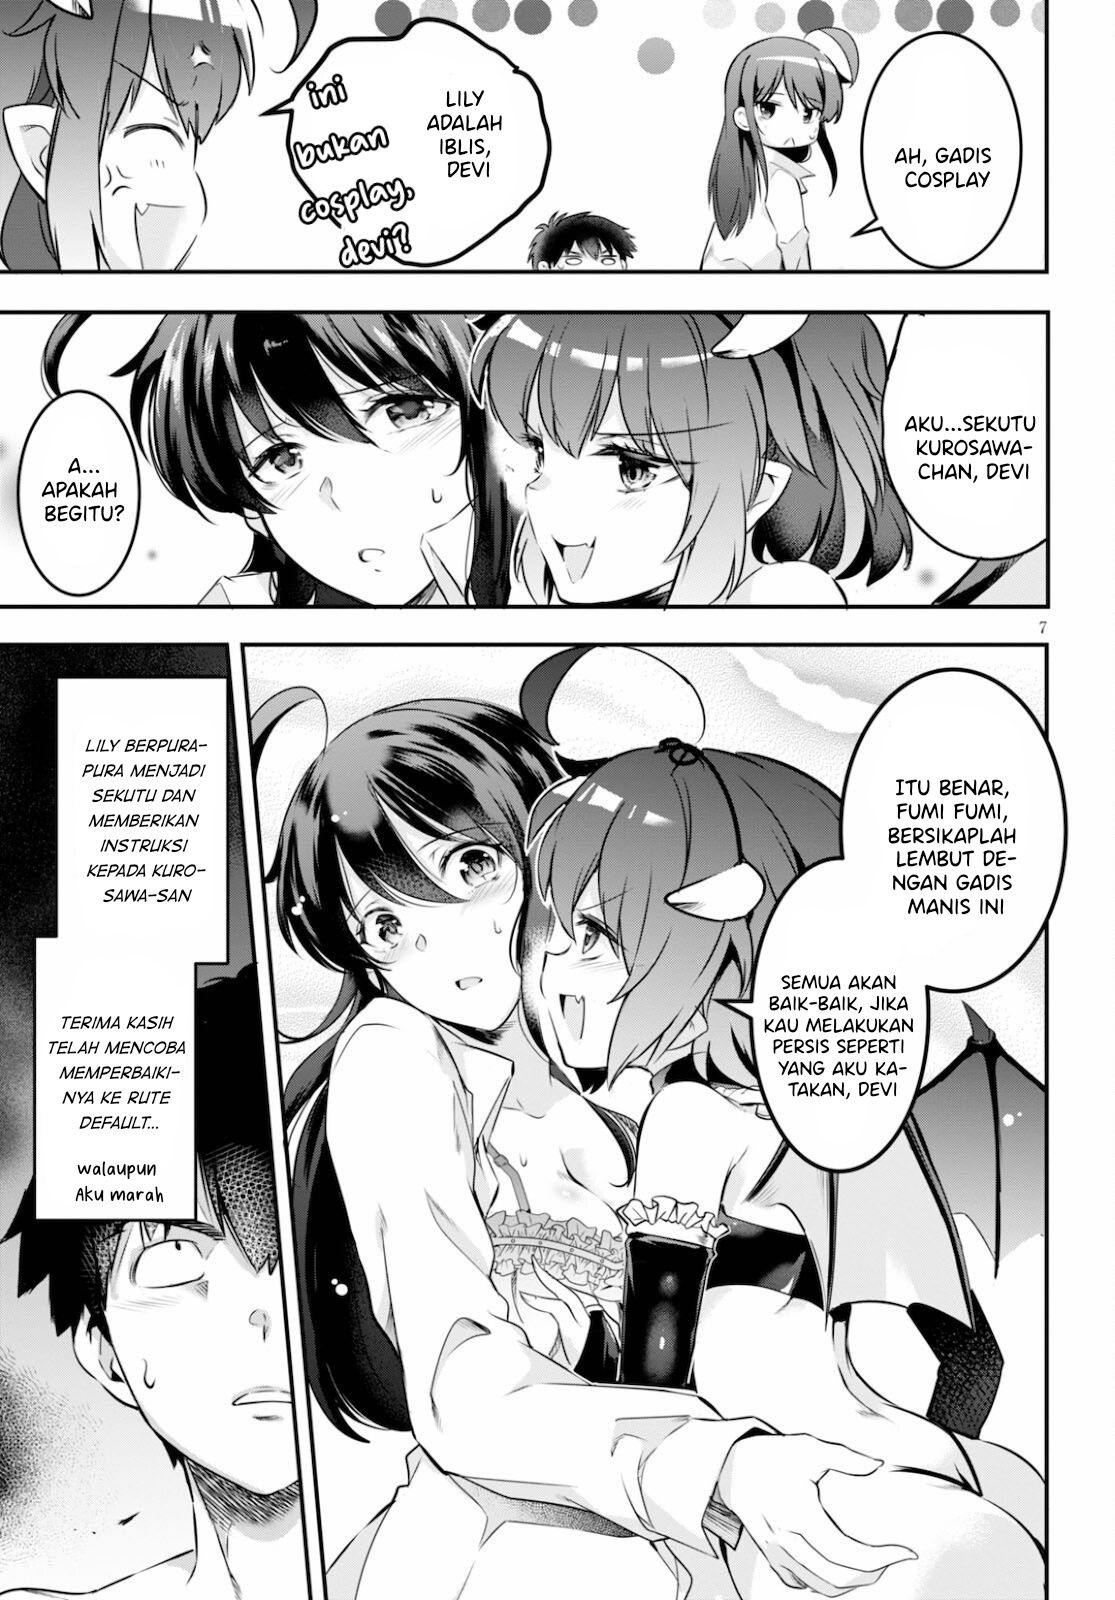 AH, GADIS
COSPLAY
LILY
ADALAH
IBLIS,
DEVI
ini
bukan
cosplay,
devi?
AKU...SEKUTU
KUROSAWA-
CHAN, DEVI
A...
APAKAH
BEGITU?
7
ITU BENAR,
FUMI FUMI,
BERSIKAPLAH
LEMBUT DE-
NGAN GADIS
MANIS INI
SEMUA AKAN
BAIK-BAIK, JIKA
KAU MELAKUKAN
PERSIS SEPERTI
YANG AKU KA-
TAKAN, DEVI
LILY BERPURA-
PURA MENJADI
SEKUTU DAN
MEMBERIKAN
INSTRUKSI
KEPADA KURO-
SAWA-SAN
TERIMA KASIH
TELAH MENCOBA
MEMPERBAIKI-
NYA KE RUTE
DEFAULT...
walaupun
Aku marah